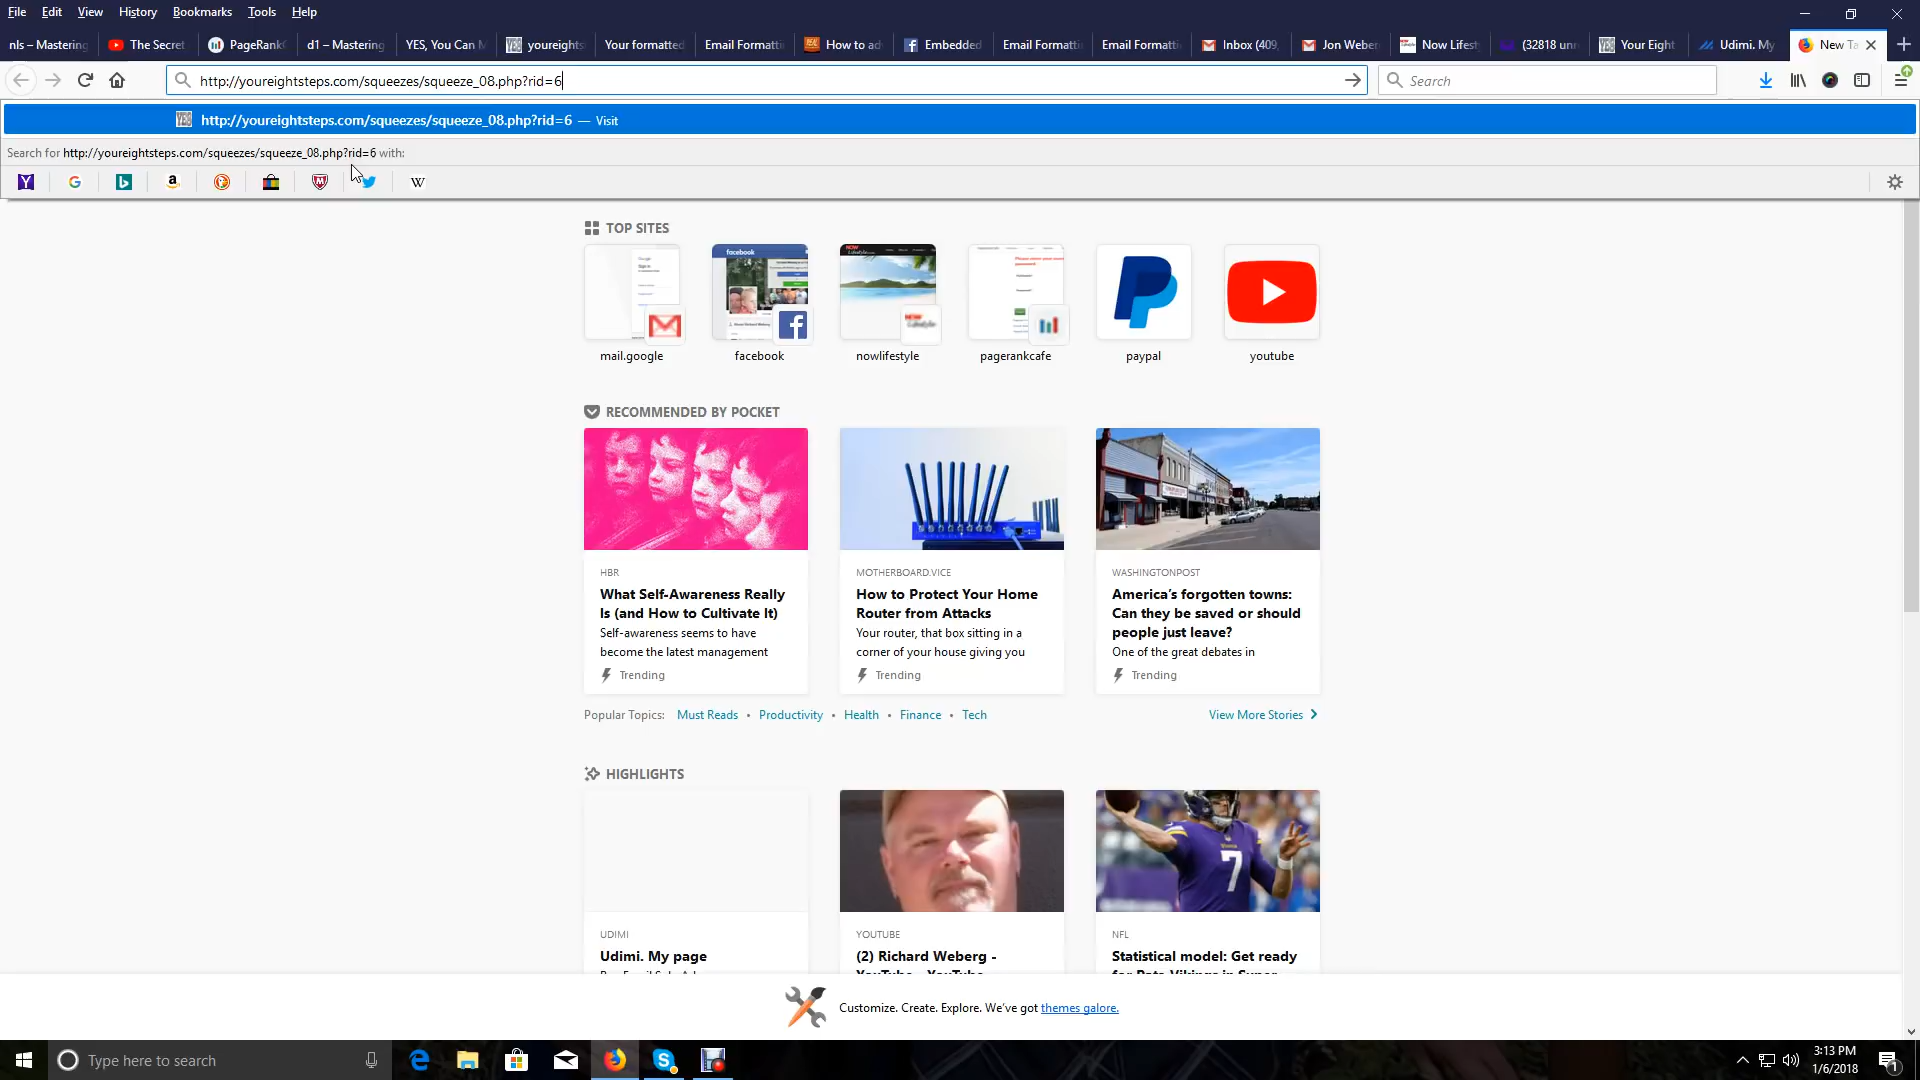 File Edit View History Bookmarks Tools Help
nls – Mastering The Secret PageRank d1 – Mastering YES, You Can M youreights Your formatted Email Formatti How to ad Embedded Email Formatti Email Formatti Inbox (409, Jon Weber Now Lifest (32818 unr Your Eight Udimi. My New Ta
http://youreightsteps.com/squeezes/squeeze_08.php?rid=6 Search
http://youreightsteps.com/squeezes/squeeze_08.php?rid=6 — Visit
Search for http://youreightsteps.com/squeezes/squeeze_08.php?rid=6 with:
TOP SITES
mail.google facebook nowlifestyle pagerankcafe paypal youtube
RECOMMENDED BY POCKET
HBR
What Self-Awareness Really
Is (and How to Cultivate It)
Self-awareness seems to have
become the latest management
Trending
MOTHERBOARD.VICE
How to Protect Your Home
Router from Attacks
Your router, that box sitting in a
corner of your house giving you
Trending
WASHINGTONPOST
America's forgotten towns:
Can they be saved or should
people just leave?
One of the great debates in
Trending
Popular Topics: Must Reads • Productivity • Health • Finance • Tech View More Stories
HIGHLIGHTS
UDIMI
Udimi. My page
YOUTUBE
(2) Richard Weberg -
NFL
Statistical model: Get ready
Customize. Create. Explore. We've got themes galore.
Type here to search
3:13 PM
1/6/2018